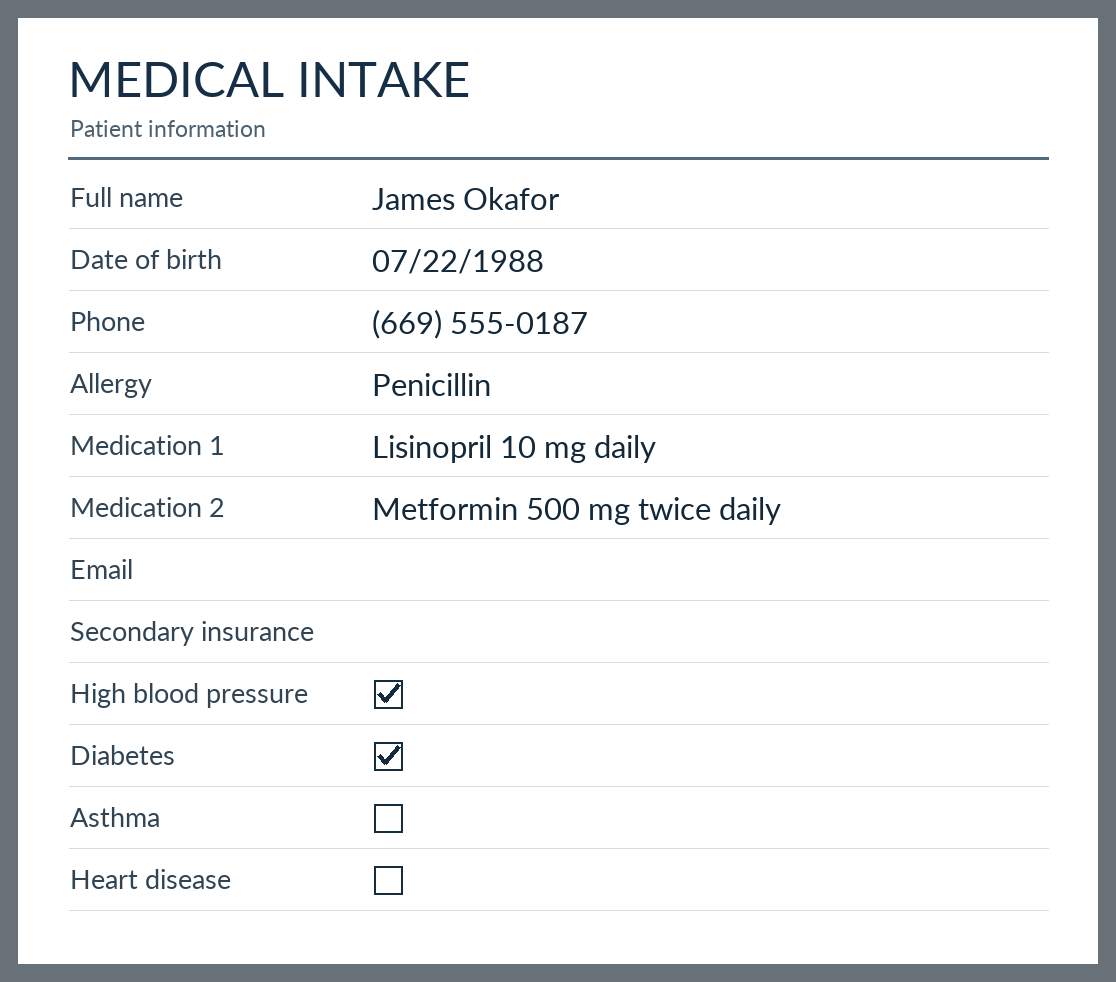 MEDICAL INTAKE
Patient information
Full name James Okafor
Date of birth 07/22/1988
Phone (669) 555-0187
Allergy Penicillin
Medication 1 Lisinopril 10 mg daily
Medication 2 Metformin 500 mg twice daily
Email
Secondary insurance
High blood pressure ☑
Diabetes ☑
Asthma ☐
Heart disease ☐